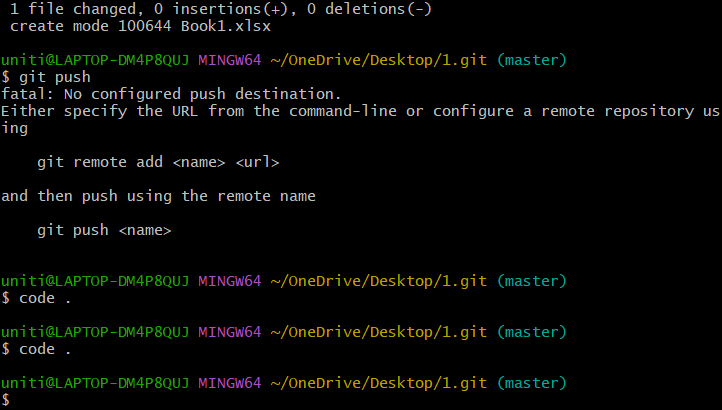 1 file changed, 0 insertions(+), 0 deletions(-)
create mode 100644 Book1.xlsx
uniti@LAPTOP-DM4P8QUJ MINGW64 ~/OneDrive/Desktop/1.git (master)
$ git push
fatal: No configured push destination.
Either specify the URL from the command-line or configure a remote repository us
ing
git remote add <name> <url>
and then push using the remote name
git push <name>
uniti@LAPTOP-DM4P8QUJ MINGW64 ~/OneDrive/Desktop/1.git (master)
$ code .
uniti@LAPTOP-DM4P8QUJ MINGW64 ~/OneDrive/Desktop/1.git (master)
$ code .
uniti@LAPTOP-DM4P8QUJ MINGW64 ~/OneDrive/Desktop/1.git (master)
$